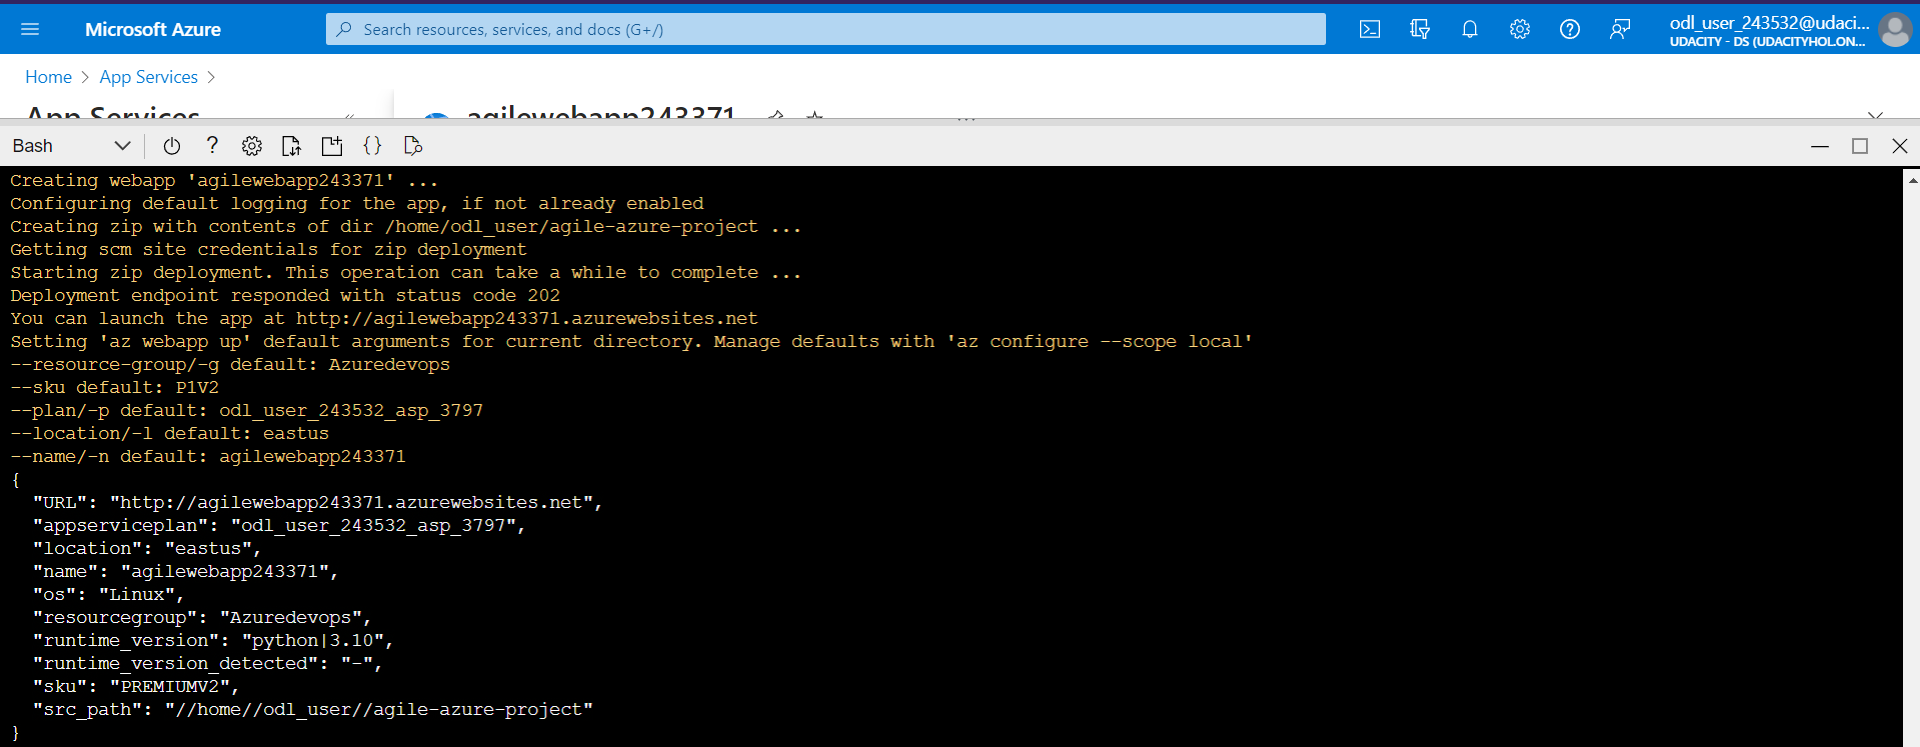 Microsoft Azure
Search resources, services, and docs (G+/)
odl_user_243532@udaci...
UDACITY - DS (UDACITYHOL.ON...
Home > App Services >
App Services
agilewebapp243371
Bash
Creating webapp 'agilewebapp243371' ...
Configuring default logging for the app, if not already enabled
Creating zip with contents of dir /home/odl_user/agile-azure-project ...
Getting scm site credentials for zip deployment
Starting zip deployment. This operation can take a while to complete ...
Deployment endpoint responded with status code 202
You can launch the app at http://agilewebapp243371.azurewebsites.net
Setting 'az webapp up' default arguments for current directory. Manage defaults with 'az configure --scope local'
--resource-group/-g default: Azuredevops
--sku default: P1V2
--plan/-p default: odl_user_243532_asp_3797
--location/-l default: eastus
--name/-n default: agilewebapp243371
{
"URL": "http://agilewebapp243371.azurewebsites.net",
"appserviceplan": "odl_user_243532_asp_3797",
"location": "eastus",
"name": "agilewebapp243371",
"os": "Linux",
"resourcegroup": "Azuredevops",
"runtime_version": "python|3.10",
"runtime_version_detected": "-",
"sku": "PREMIUMV2",
"src_path": "//home//odl_user//agile-azure-project"
}